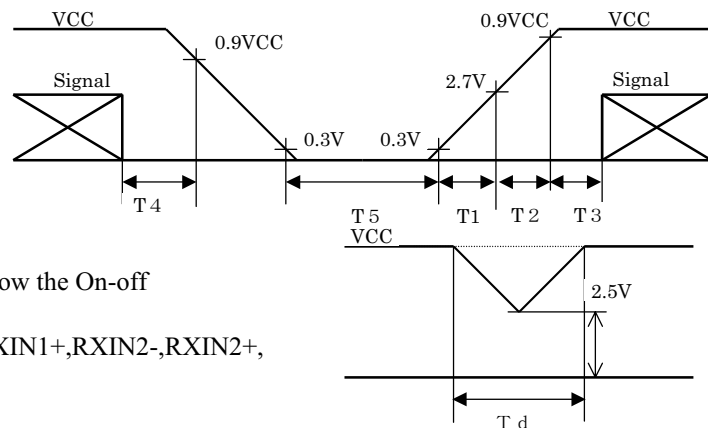 VCC
0.9VCC
VCC
0.9VCC
Signal
2.7V
Signal
0.3V
0.3V
T4
T5
T1
T2
T3
VCC
ow the On-off
2.5V
XIN1+,RXIN2-,RXIN2+,
Td